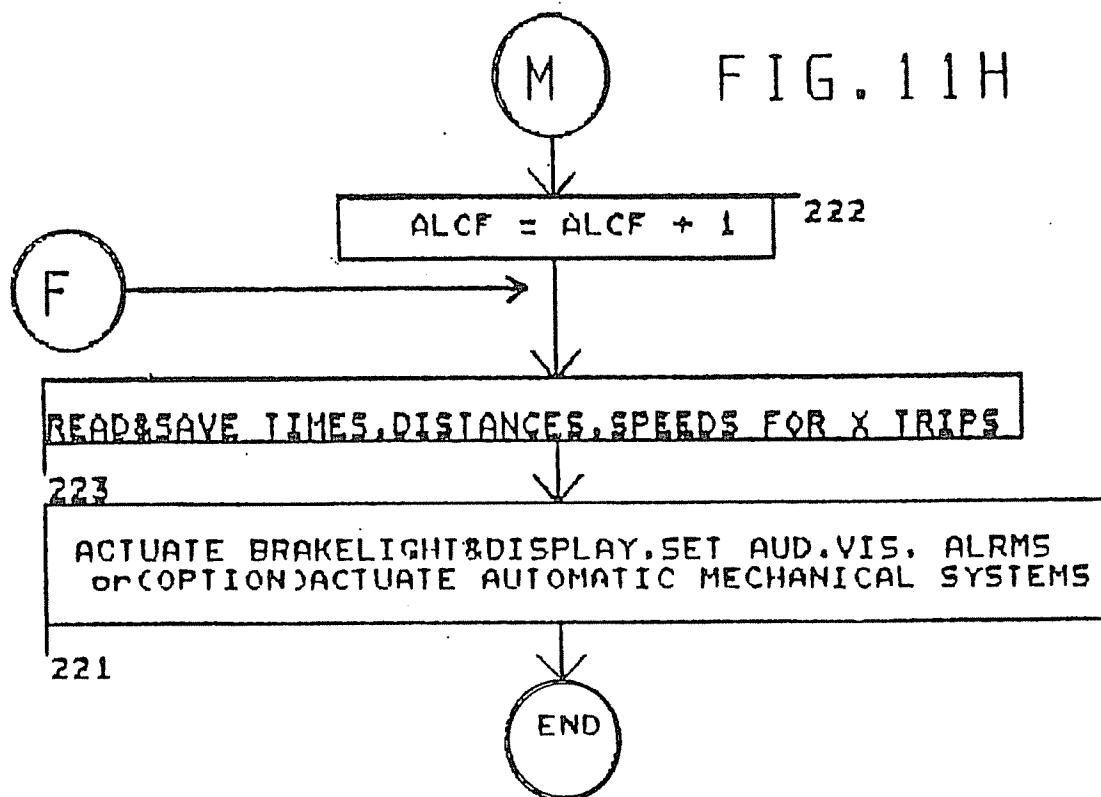 M
FIG.11H
ALCF = ALCF + 1
222
F
READ&SAVE TIMES,DISTANCES,SPEEDS FOR X TRIPS
223
ACTUATE BRAKELIGHT&DISPLAY.SET AUD.VIS. ALRMS
or(OPTION)ACTUATE AUTOMATIC MECHANICAL SYSTEMS
221
END